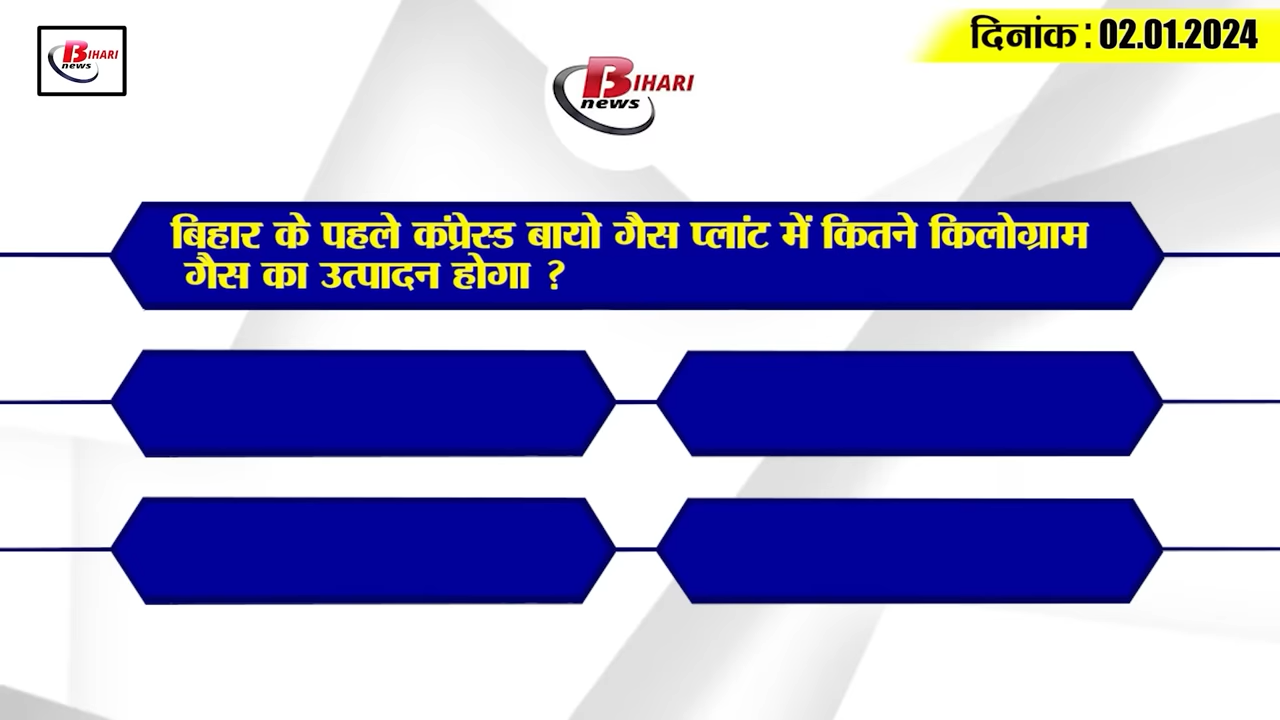 BIHARI
news
दिनांक : 02.01.2024
BIHARI
news
बिहार के पहले कंप्रेस्ड बायो गैस प्लांट में कितने किलोग्राम
गैस का उत्पादन होगा ?